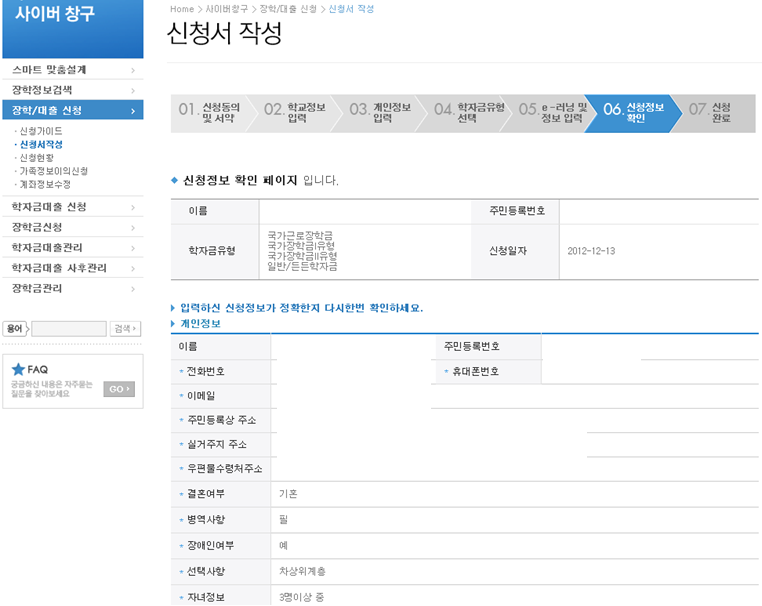 사이버 창구
스마트 맞춤설계
장학정보검색
장학/대출 신청
· 신청가이드
· 신청서작성
· 신청현황
· 가족정보이의신청
· 계좌정보수정
학자금대출 신청
장학금신청
학자금대출관리
학자금대출 사후관리
장학금관리
용어
검색
FAQ
궁금하신 내용은 자주묻는
질문을 찾아보세요
GO
Home > 사이버창구 > 장학/대출 신청 > 신청서 작성
신청서 작성
01. 신청동의 및 서약
02. 학교정보 입력
03. 개인정보 입력
04. 학자금유형 선택
05. e-러닝 및 정보 입력
06. 신청정보 확인
07. 신청 완료
신청정보 확인 페이지 입니다.
이름 주민등록번호
학자금유형
국가근로장학금
국가장학금I유형
국가장학금II유형
일반/든든학자금
신청일자 2012-12-13
입력하신 신청정보가 정확한지 다시한번 확인하세요.
개인정보
이름 주민등록번호
* 전화번호 * 휴대폰번호
* 이메일
* 주민등록상 주소
* 실거주지 주소
* 우편물수령처주소
* 결혼여부 기혼
* 병역사항 필
* 장애인여부 예
* 선택사항 차상위계층
* 자녀정보 3명이상 중